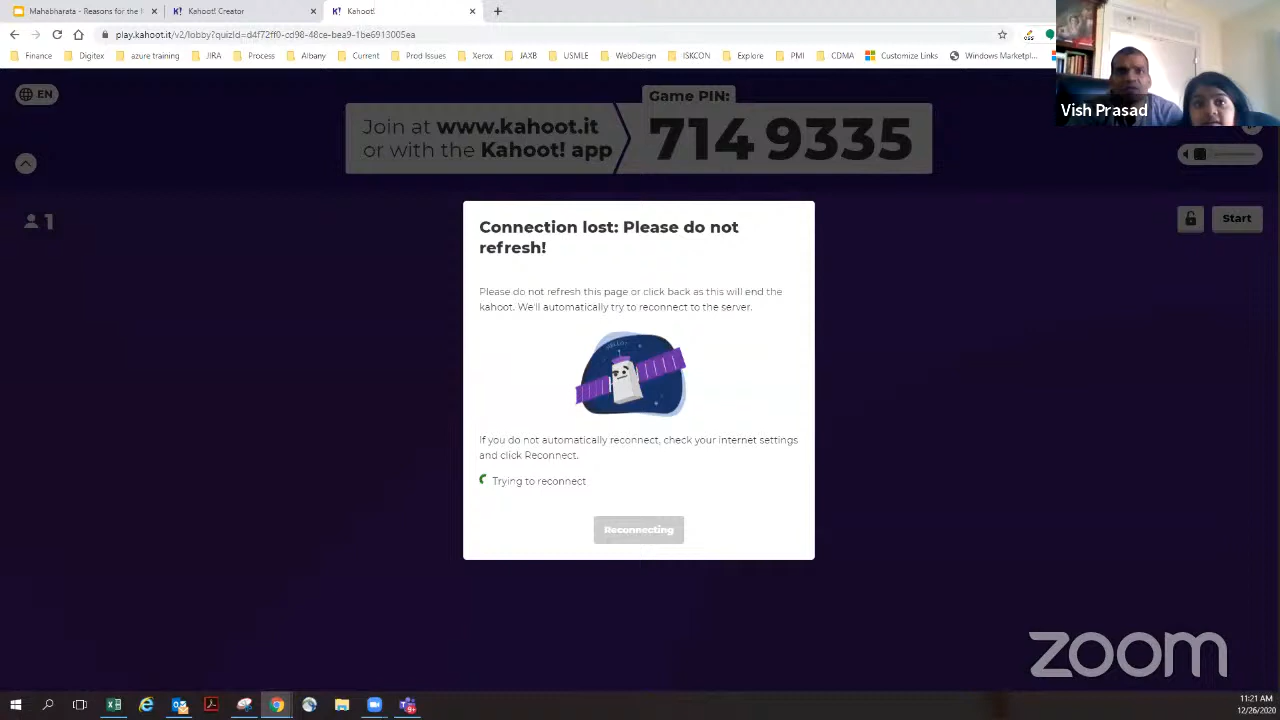 Mahabharata - Reasons for the
Kahoot! Creator
Kahoot!
play.kahoot.it/v2/lobby?quizId=d4f72ff0-cd98-48ce-bea9-1be6913005ea
Finance
Digitex
azure training
JIRA
Process
Albany
Current
Prod Issues
Xerox
JAXB
USMLE
WebDesign
ISKCON
Explore
PMI
CDMA
Customize Links
Windows Marketpl...
Vish Prasad
EN
Game PIN:
Join at www.kahoot.it
or with the Kahoot! app
714 9335
1
Start
Connection lost: Please do not
refresh!
Please do not refresh this page or click back as this will end the
kahoot. We'll automatically try to reconnect to the server.
If you do not automatically reconnect, check your internet settings
and click Reconnect.
Trying to reconnect
Reconnecting
zoom
11:21 AM
12/26/2020